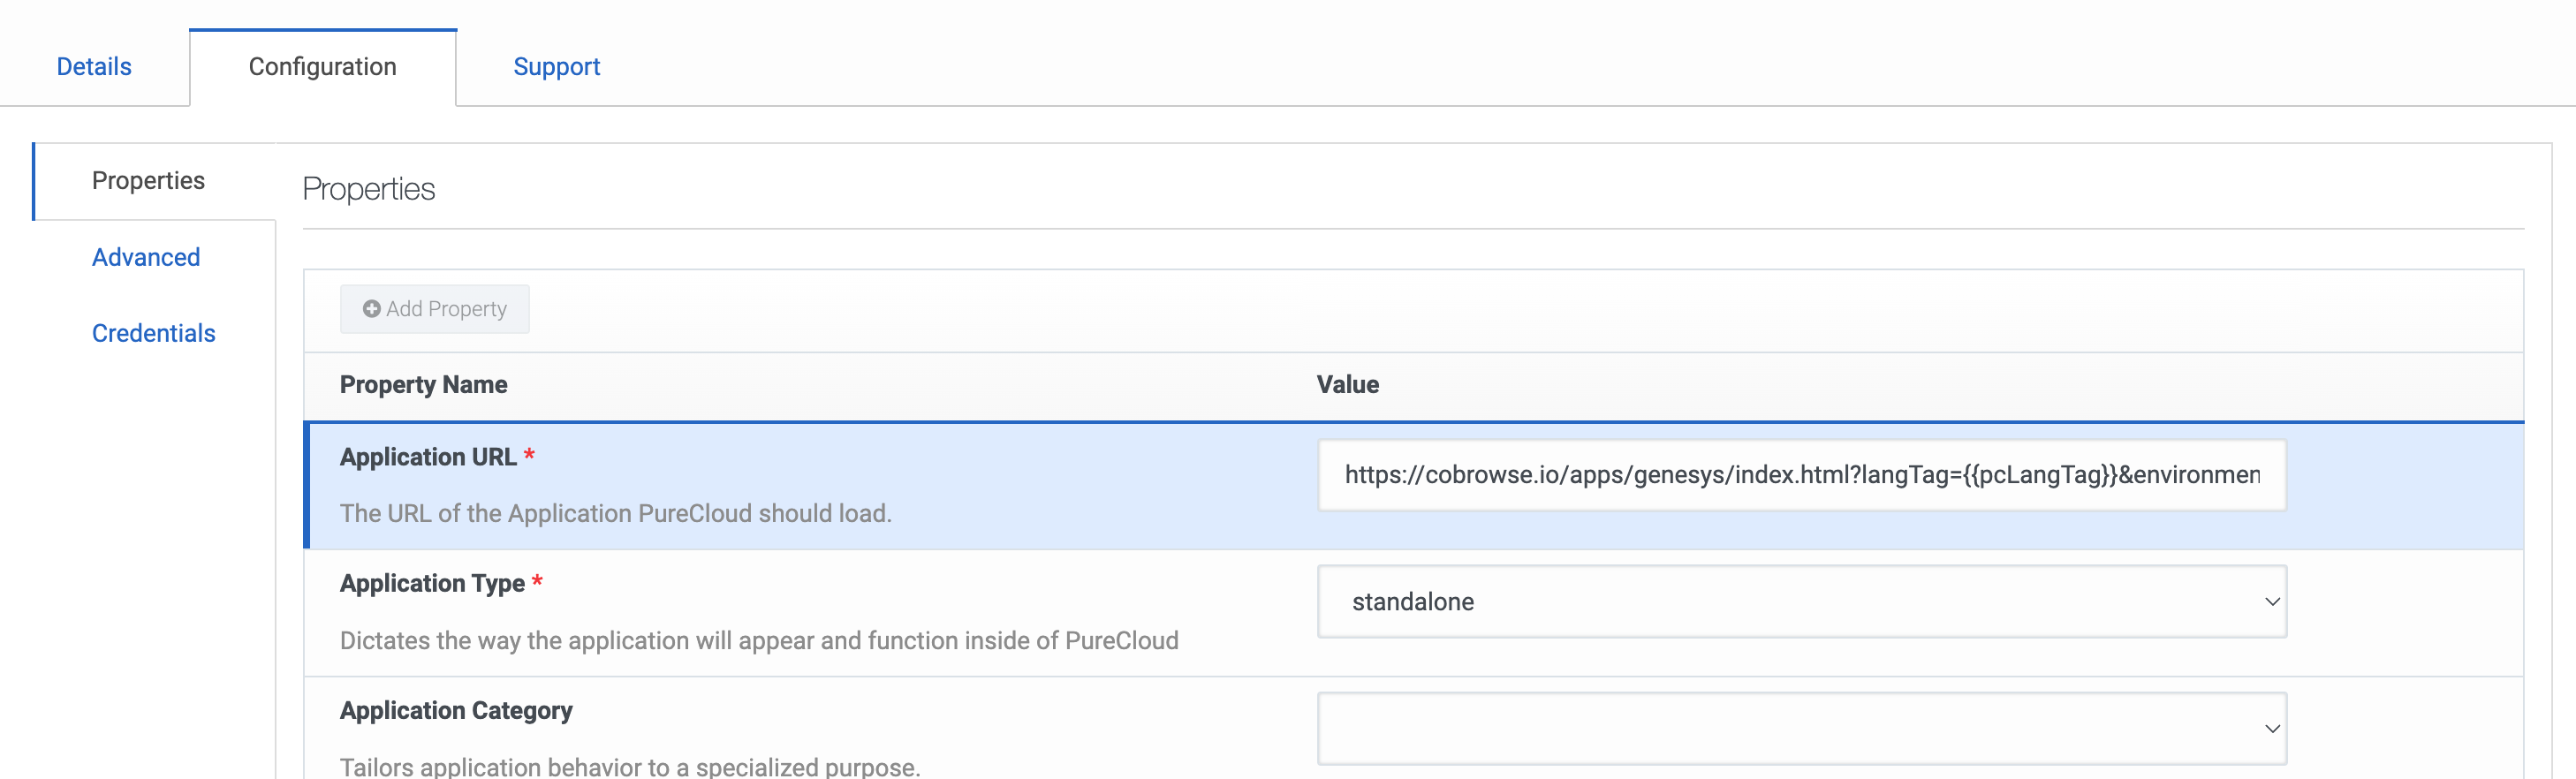 Details
Configuration
Support
Properties
Advanced
Credentials
Properties
Add Property
Property Name
Value
Application URL *
https://cobrowse.io/apps/genesys/index.html?langTag={{pcLangTag}}&environmen
The URL of the Application PureCloud should load.
Application Type *
standalone
Dictates the way the application will appear and function inside of PureCloud
Application Category
Tailors application behavior to a specialized purpose.